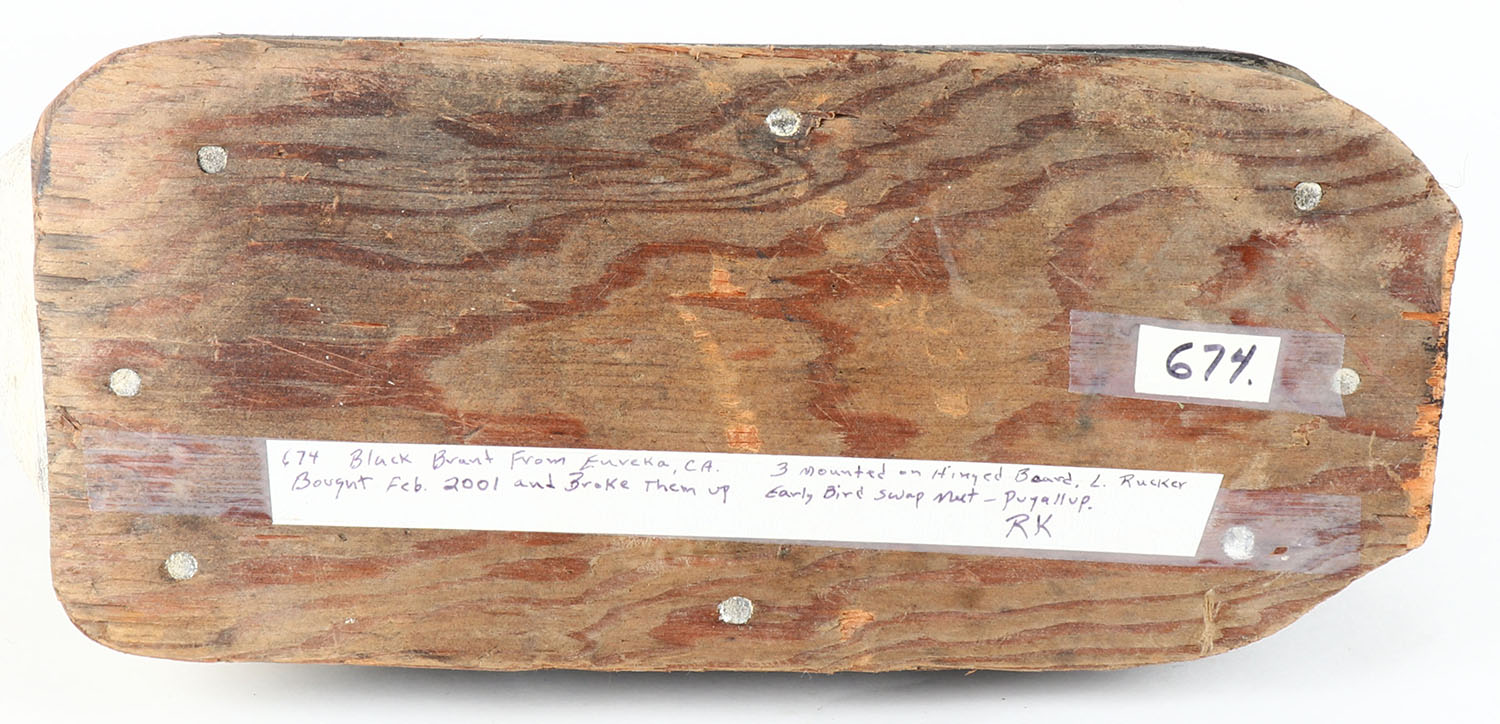 674.
674 Black Brant From Eureka, CA. 3 Mounted on Hinged Board, L. Rucker
Bought Feb. 2001 and Broke Them up Early Bird Swap Meet - Puyallup.
RK